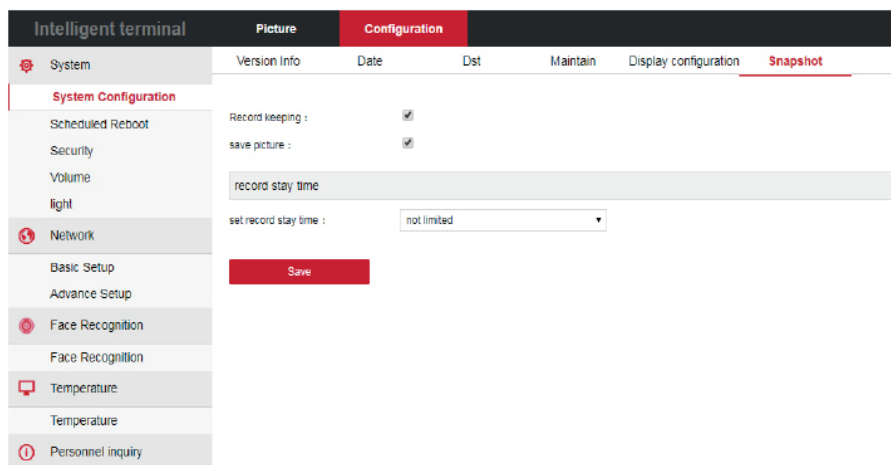 Intelligent terminal
Picture
Configuration
System
System Configuration
Scheduled Reboot
Security
Volume
light
Network
Basic Setup
Advance Setup
Face Recognition
Face Recognition
Temperature
Temperature
Personnel inquiry
Version Info
Date
Dst
Maintain
Display configuration
Snapshot
Record keeping :
save picture :
record stay time
set record stay time :
not limited
Save